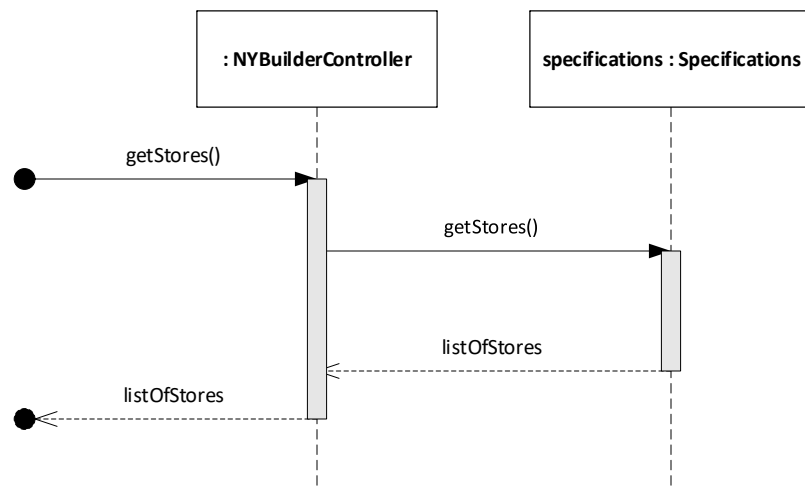 : NYBuilderController
specifications : Specifications
getStores()
getStores()
listOfStores
listOfStores